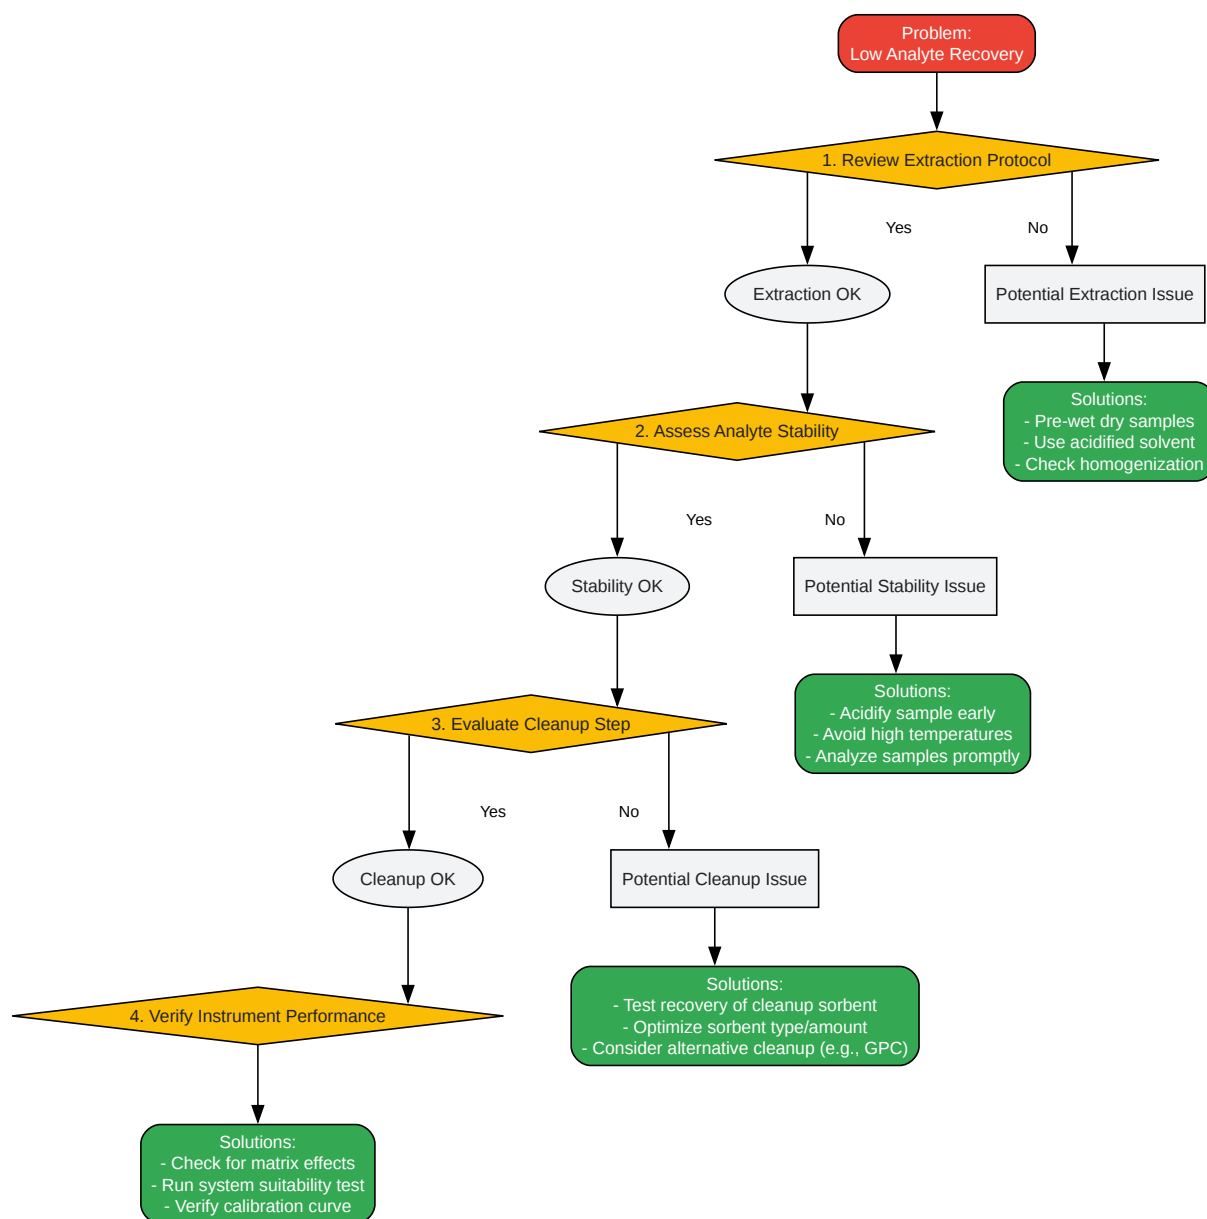 Problem:
Low Analyte Recovery
1. Review Extraction Protocol
Yes
No
Extraction OK
Potential Extraction Issue
Solutions:
- Pre-wet dry samples
- Use acidified solvent
- Check homogenization
2. Assess Analyte Stability
Yes
No
Stability OK
Potential Stability Issue
Solutions:
- Acidify sample early
- Avoid high temperatures
- Analyze samples promptly
3. Evaluate Cleanup Step
Yes
No
Cleanup OK
Potential Cleanup Issue
Solutions:
- Test recovery of cleanup sorbent
- Optimize sorbent type/amount
- Consider alternative cleanup (e.g., GPC)
4. Verify Instrument Performance
Solutions:
- Check for matrix effects
- Run system suitability test
- Verify calibration curve